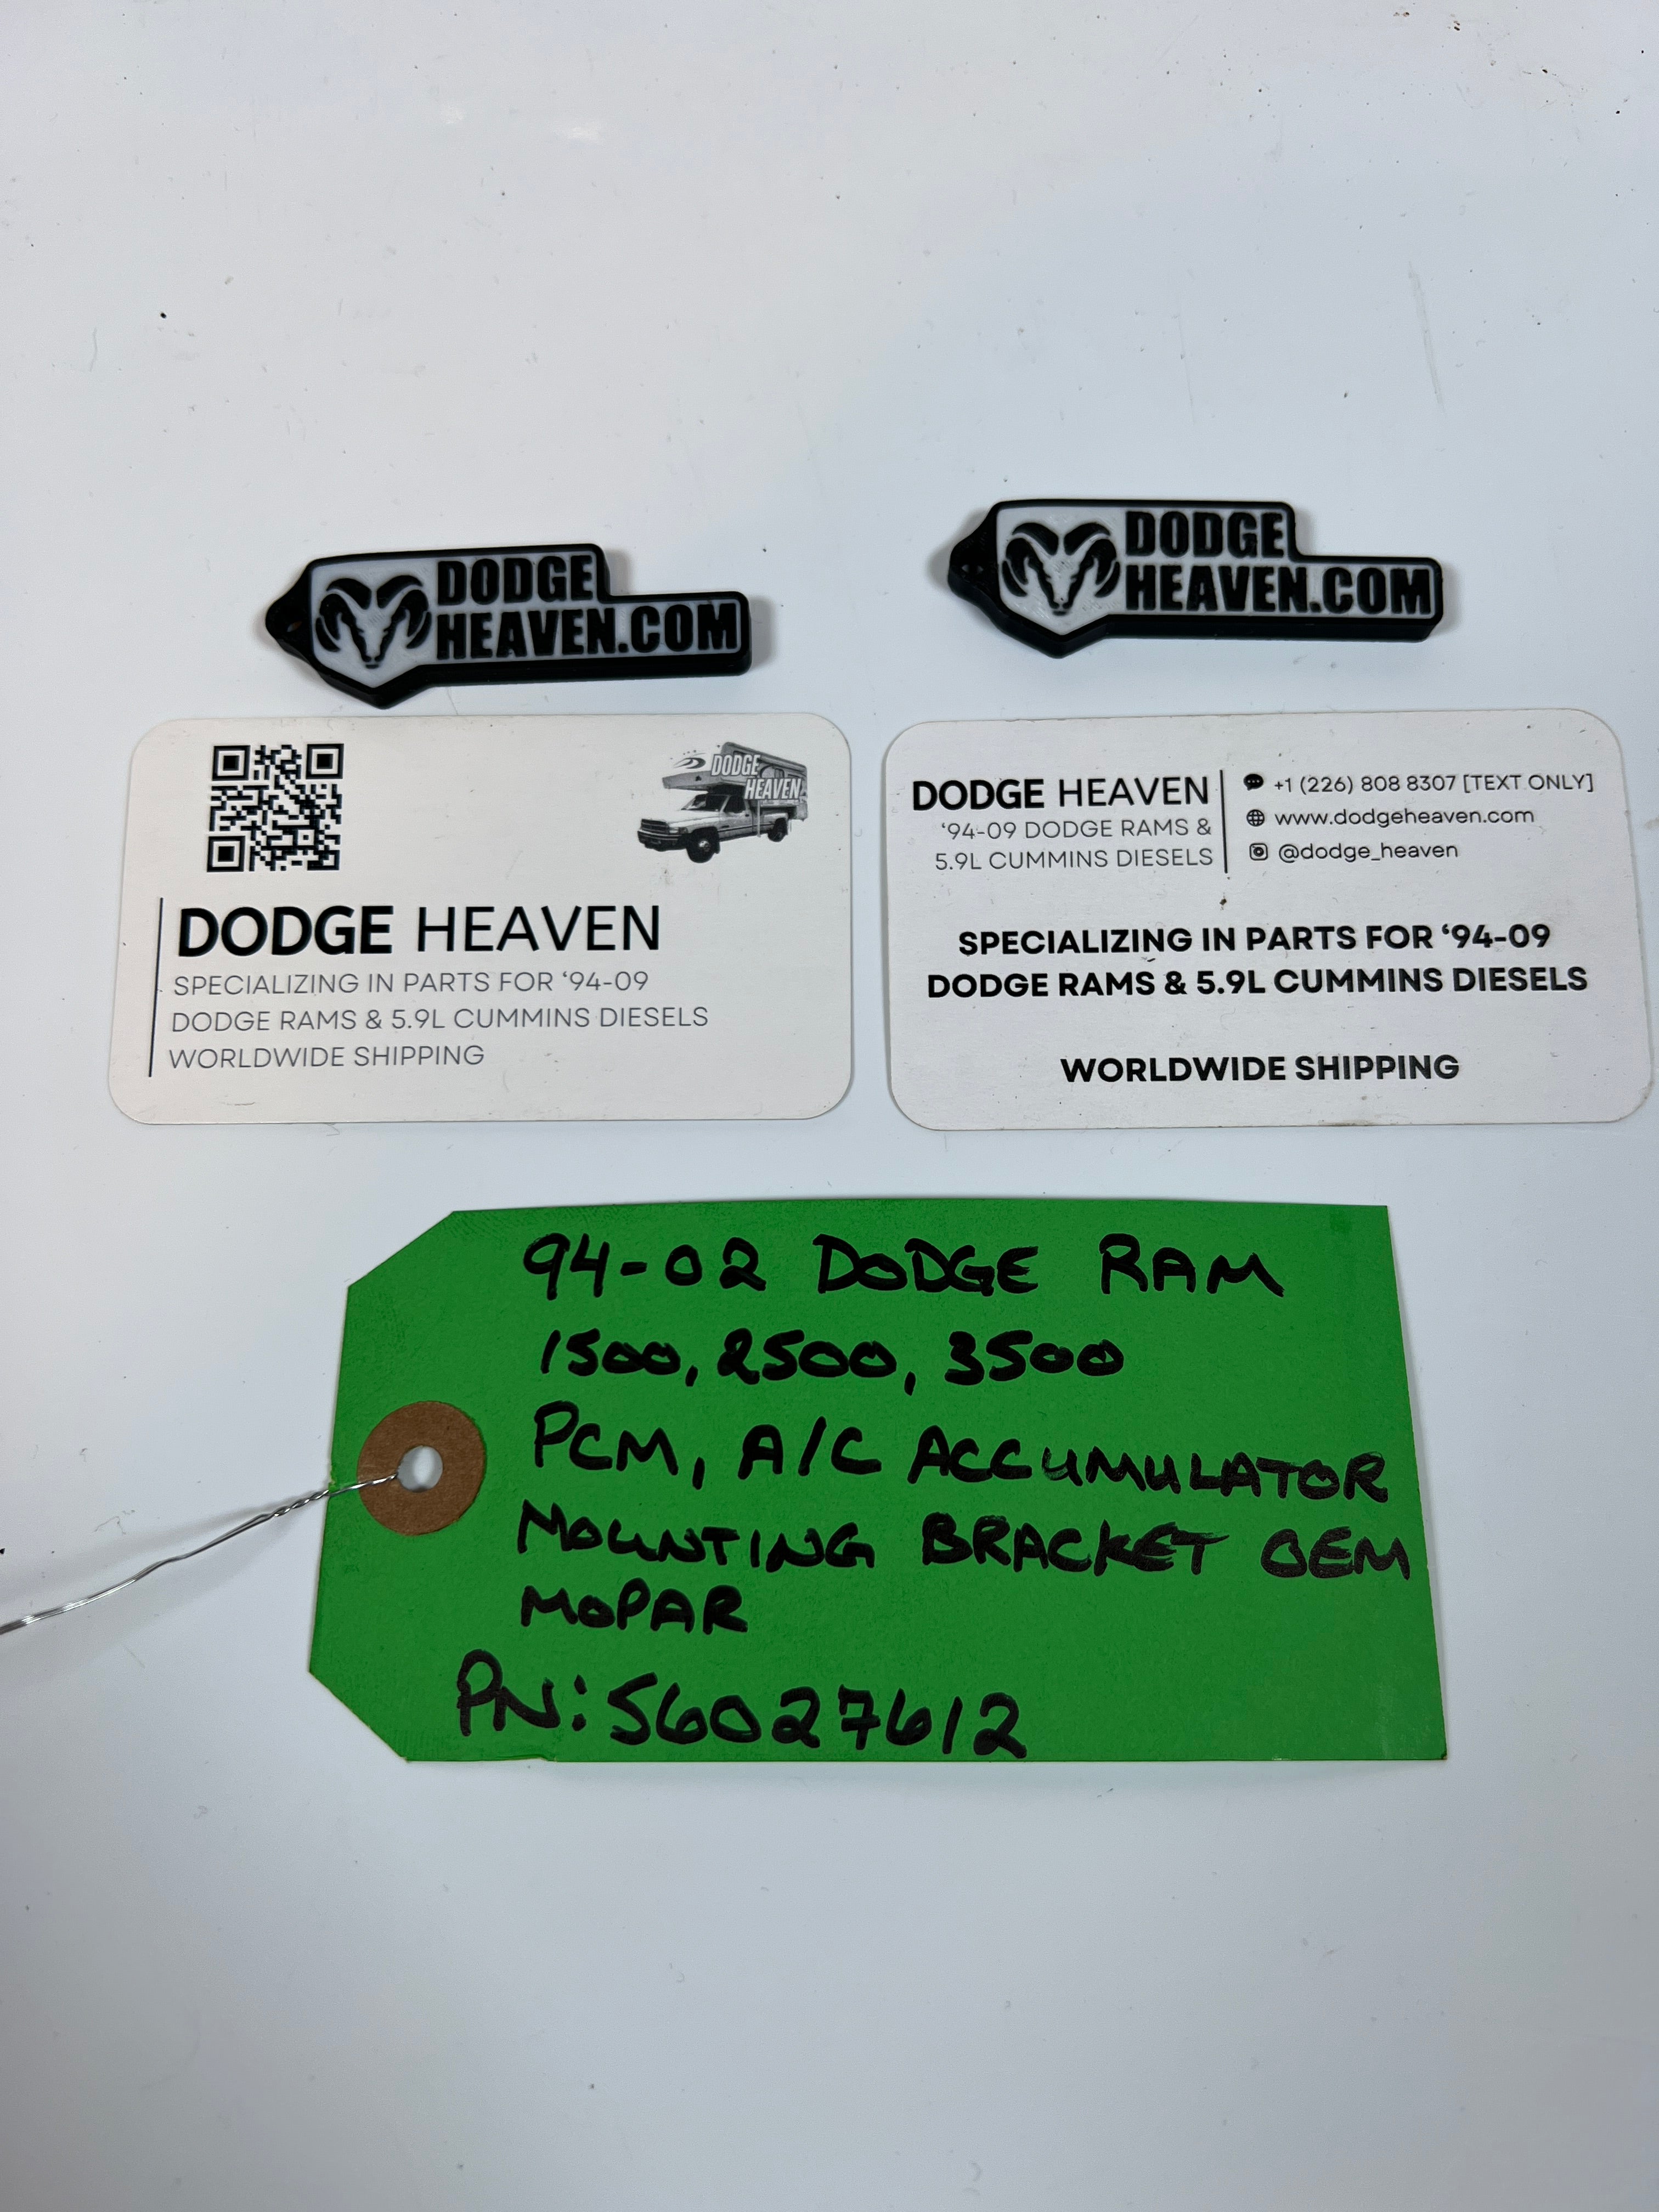 DODGE
HEAVEN.COM
DODGE
HEAVEN.COM
DODGE
HEAVEN
DODGE HEAVEN
SPECIALIZING IN PARTS FOR ‘94-09
DODGE RAMS & 5.9L CUMMINS DIESELS
WORLDWIDE SHIPPING
DODGE HEAVEN
‘94-09 DODGE RAMS &
5.9L CUMMINS DIESELS
+1 (226) 808 8307 [TEXT ONLY]
www.dodgeheaven.com
@dodge_heaven
SPECIALIZING IN PARTS FOR ‘94-09
DODGE RAMS & 5.9L CUMMINS DIESELS
WORLDWIDE SHIPPING
94-02 DODGE RAM
1500, 2500, 3500
PCM, A/C ACCUMULATOR
MOUNTING BRACKET OEM
MOPAR
PN: 56027612